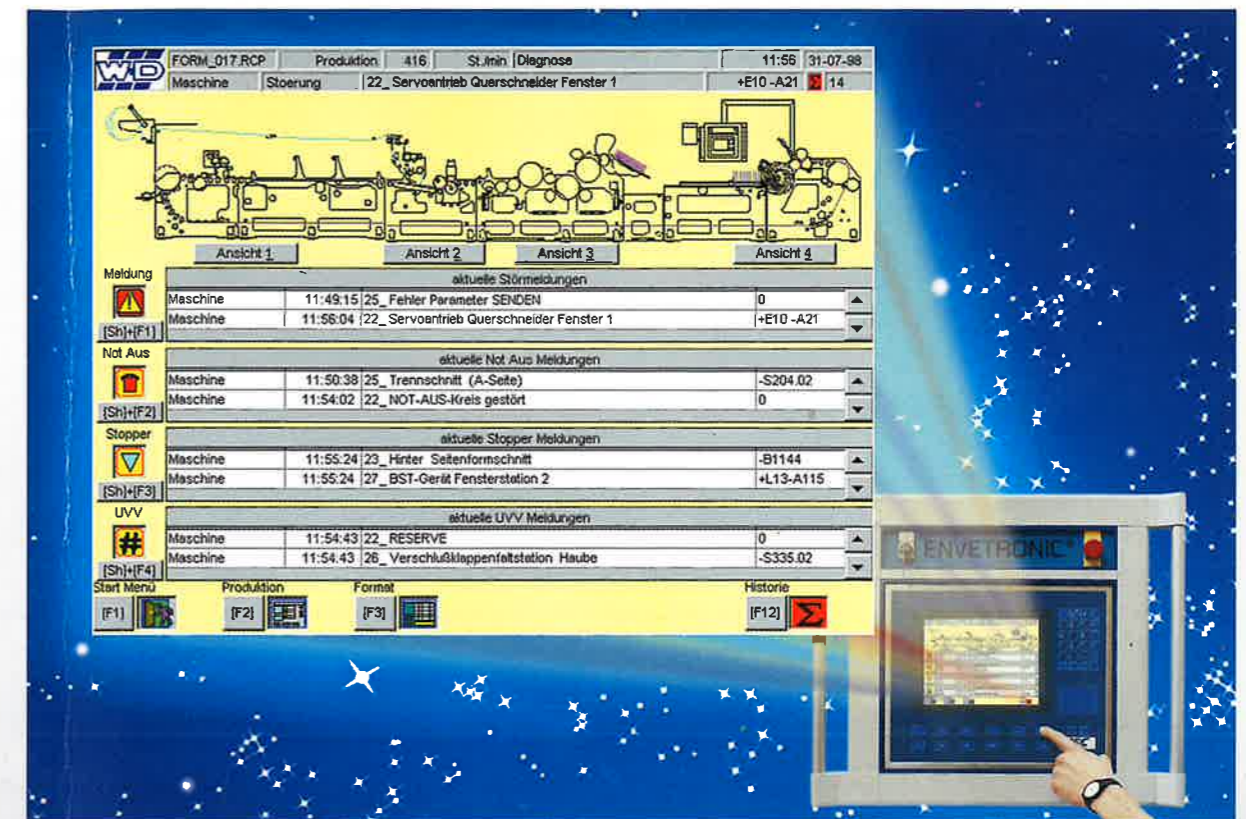 W+D FORM_017.RCP Produktion 416 St./min Diagnose 11:56 31-07-98
Maschine Stoerung 22_ Servoantrieb Querschneider Fenster 1 +E10 -A21 Σ 14
Ansicht 1 Ansicht 2 Ansicht 3 Ansicht 4
Meldung
aktuelle Störmeldungen
Maschine 11:49:15 25_ Fehler Parameter SENDEN 0
Maschine 11:56:04 22_ Servoantrieb Querschneider Fenster 1 +E10 -A21
[Sh]+[F1]
Not Aus
aktuelle Not Aus Meldungen
Maschine 11:50:38 25_ Trennschnitt (A-Seite) -S204.02
Maschine 11:54:02 22_ NOT-AUS-Kreis gestört 0
[Sh]+[F2]
Stopper
aktuelle Stopper Meldungen
Maschine 11:55:24 23_ Hinter Seitenformschnitt -B1144
Maschine 11:55:24 27_ BST-Gerät Fensterstation 2 +L13-A115
[Sh]+[F3]
UVV
aktuelle UVV Meldungen
Maschine 11:54:43 22_ RESERVE 0
Maschine 11:54:43 26_ Verschlußklappenfaltstation Haube -S335.02
[Sh]+[F4]
Start Menü Produktion Format Historie
[F1] [F2] [F3] [F12] Σ
ENVETRONIC®